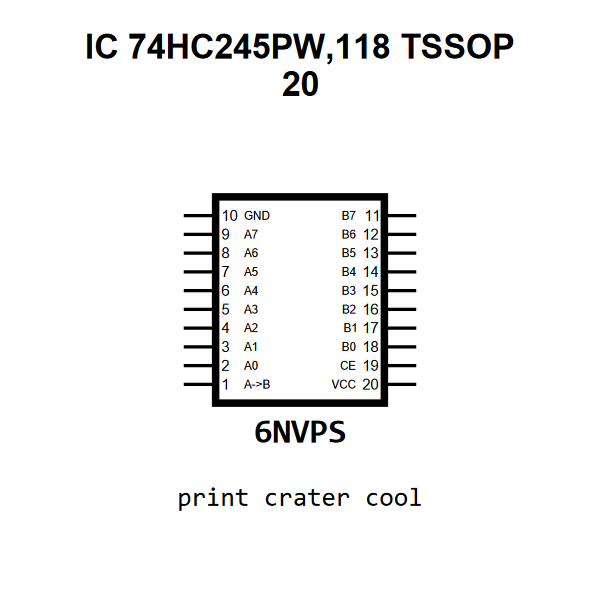 IC 74HC245PW,118 TSSOP
20
10 GND B7 11
9 A7 B6 12
8 A6 B5 13
7 A5 B4 14
6 A4 B3 15
5 A3 B2 16
4 A2 B1 17
3 A1 B0 18
2 A0 CE 19
1 A->B VCC 20
6NVPS
print crater cool